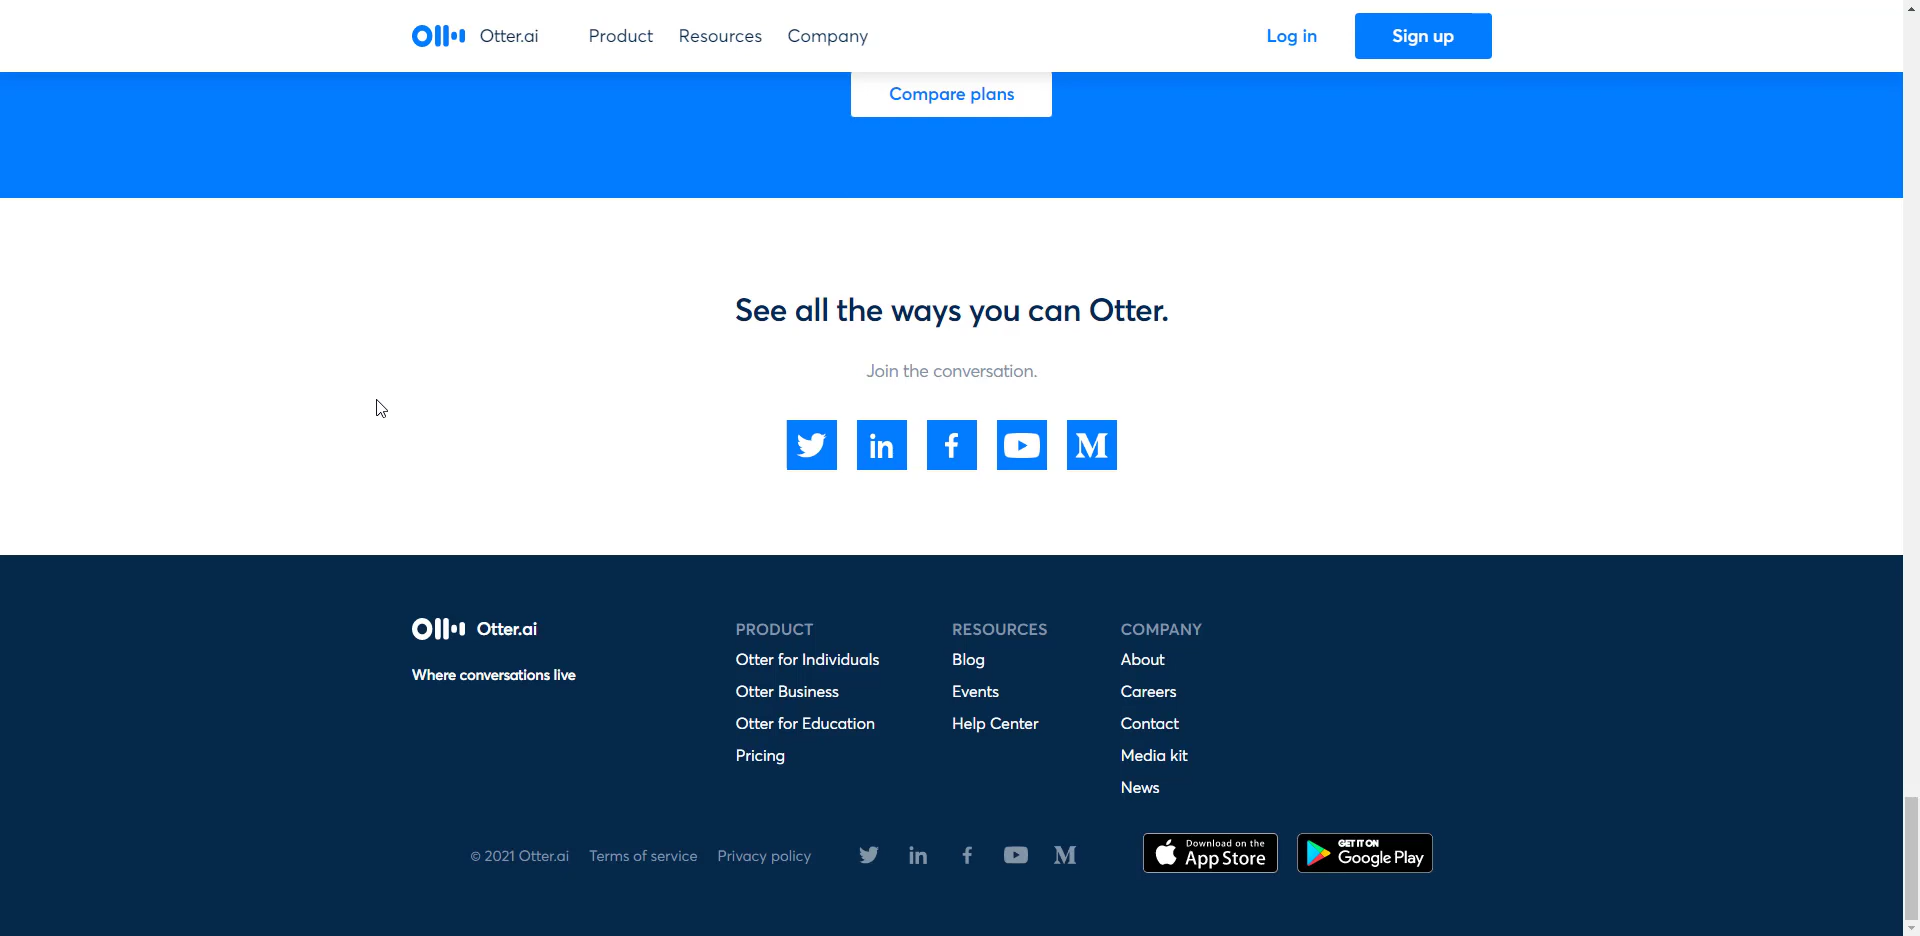 Otter.ai Product Resources Company Log in Sign up
Compare plans
See all the ways you can Otter.
Join the conversation.
Otter.ai
Where conversations live
PRODUCT
Otter for Individuals
Otter Business
Otter for Education
Pricing
RESOURCES
Blog
Events
Help Center
COMPANY
About
Careers
Contact
Media kit
News
© 2021 Otter.ai Terms of service Privacy policy
Download on the
App Store
GET IT ON
Google Play